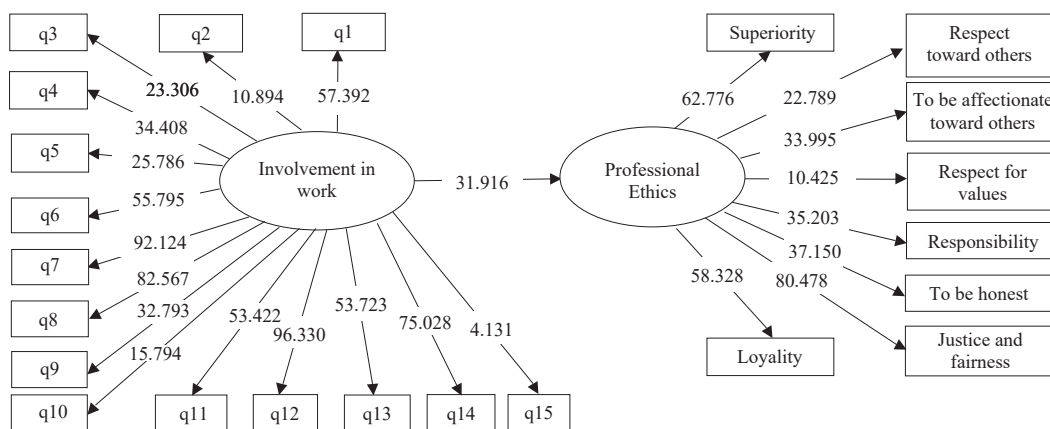 q3
q2
q1
Superiority
Respect
toward others
23.306
10.894
57.392
62.776
22.789
q4
To be affectionate
toward others
34.408
33.995
q5
25.786
Involvement in
work
31.916
Professional
Ethics
10.425
Respect for
values
q6
55.795
35.203
Responsibility
q7
92.124
37.150
82.567
58.328
80.478
To be honest
q8
32.793
53.422
96.330
53.723
75.028
4.131
q9
15.794
Loyality
Justice and
fairness
q10
q11
q12
q13
q14
q15